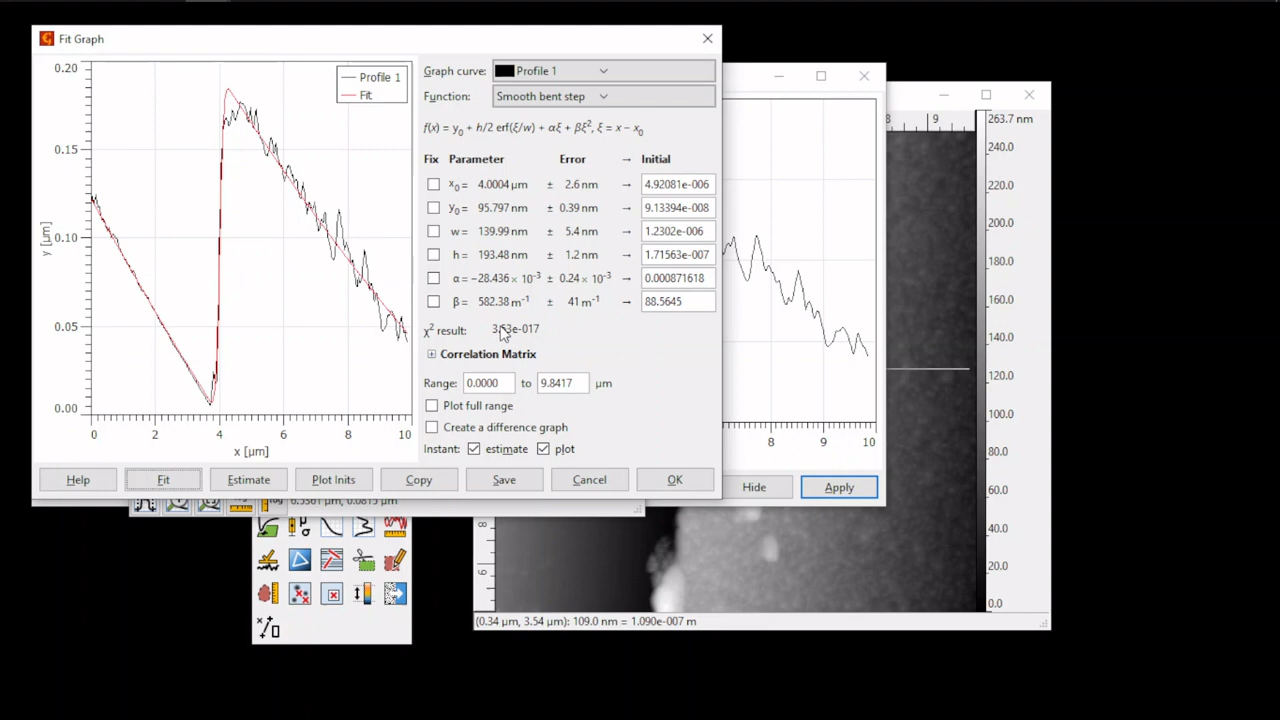 Fit Graph
0.20
0.15
0.10
0.05
0.00
y [µm]
0 2 4 6 8 10
x [µm]
Profile 1
Fit
Graph curve: Profile 1
Function: Smooth bent step
f(x) = y₀ + h/2 erf(ξ/w) + αξ + βξ², ξ = x − x₀
Fix Parameter Error → Initial
x₀ = 4.0004 µm ± 2.6 nm → 4.92081e-006
y₀ = 95.797 nm ± 0.39 nm → 9.13394e-008
w = 139.99 nm ± 5.4 nm → 1.2302e-006
h = 193.48 nm ± 1.2 nm → 1.71563e-007
α = −28.436 × 10⁻³ ± 0.24 × 10⁻³ → 0.000871618
β = 582.38 m⁻¹ ± 41 m⁻¹ → 88.5645
χ² result:
Correlation Matrix
Range: 0.0000 to 9.8417 µm
Plot full range
Create a difference graph
Instant: estimate plot
Help Fit Estimate Plot Inits Copy Save Cancel OK
7 8 9 10
Hide Apply
8 9
263.7 nm
240.0
220.0
200.0
180.0
160.0
140.0
120.0
100.0
80.0
60.0
40.0
20.0
0.0
8
9
(0.34 µm, 3.54 µm): 109.0 nm = 1.090e-007 m